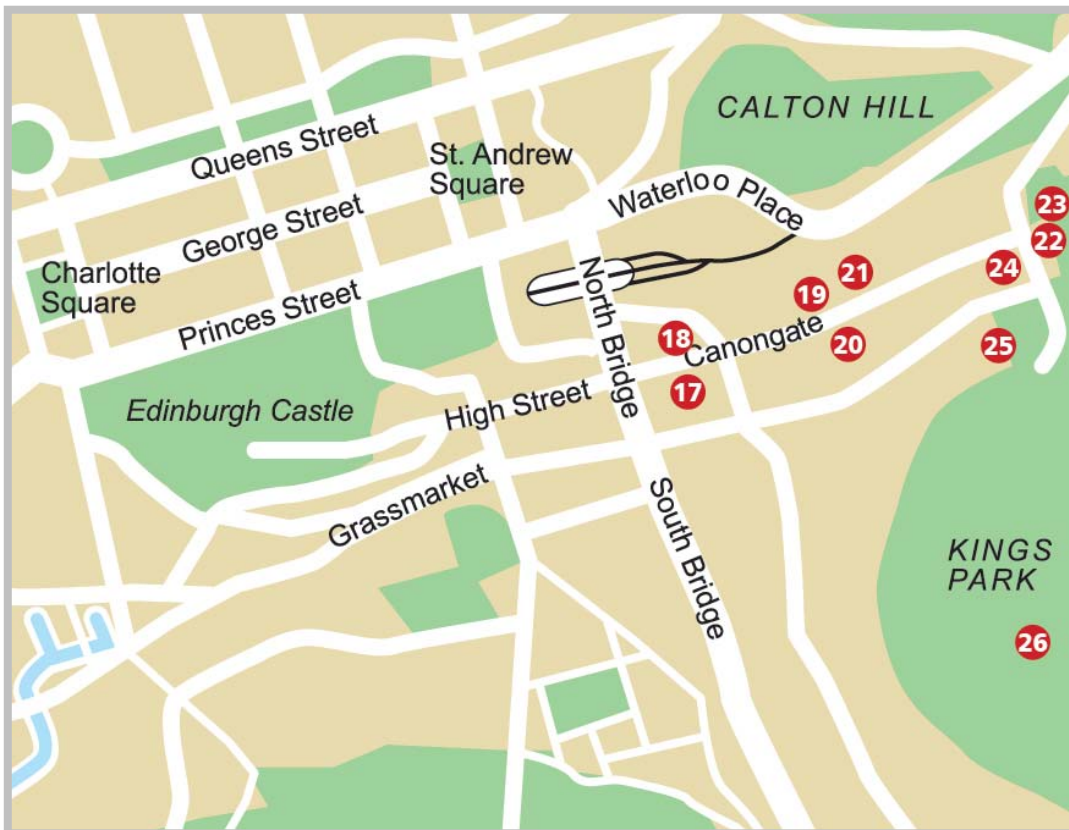 CALTON HILL
Queens Street
St. Andrew
Square
Waterloo Place
George Street
23
22
Charlotte
Square
24
21
19
Princes Street
North Bridge
18
Canongate
20
25
17
Edinburgh Castle
High Street
Grassmarket
South Bridge
KINGS
PARK
26